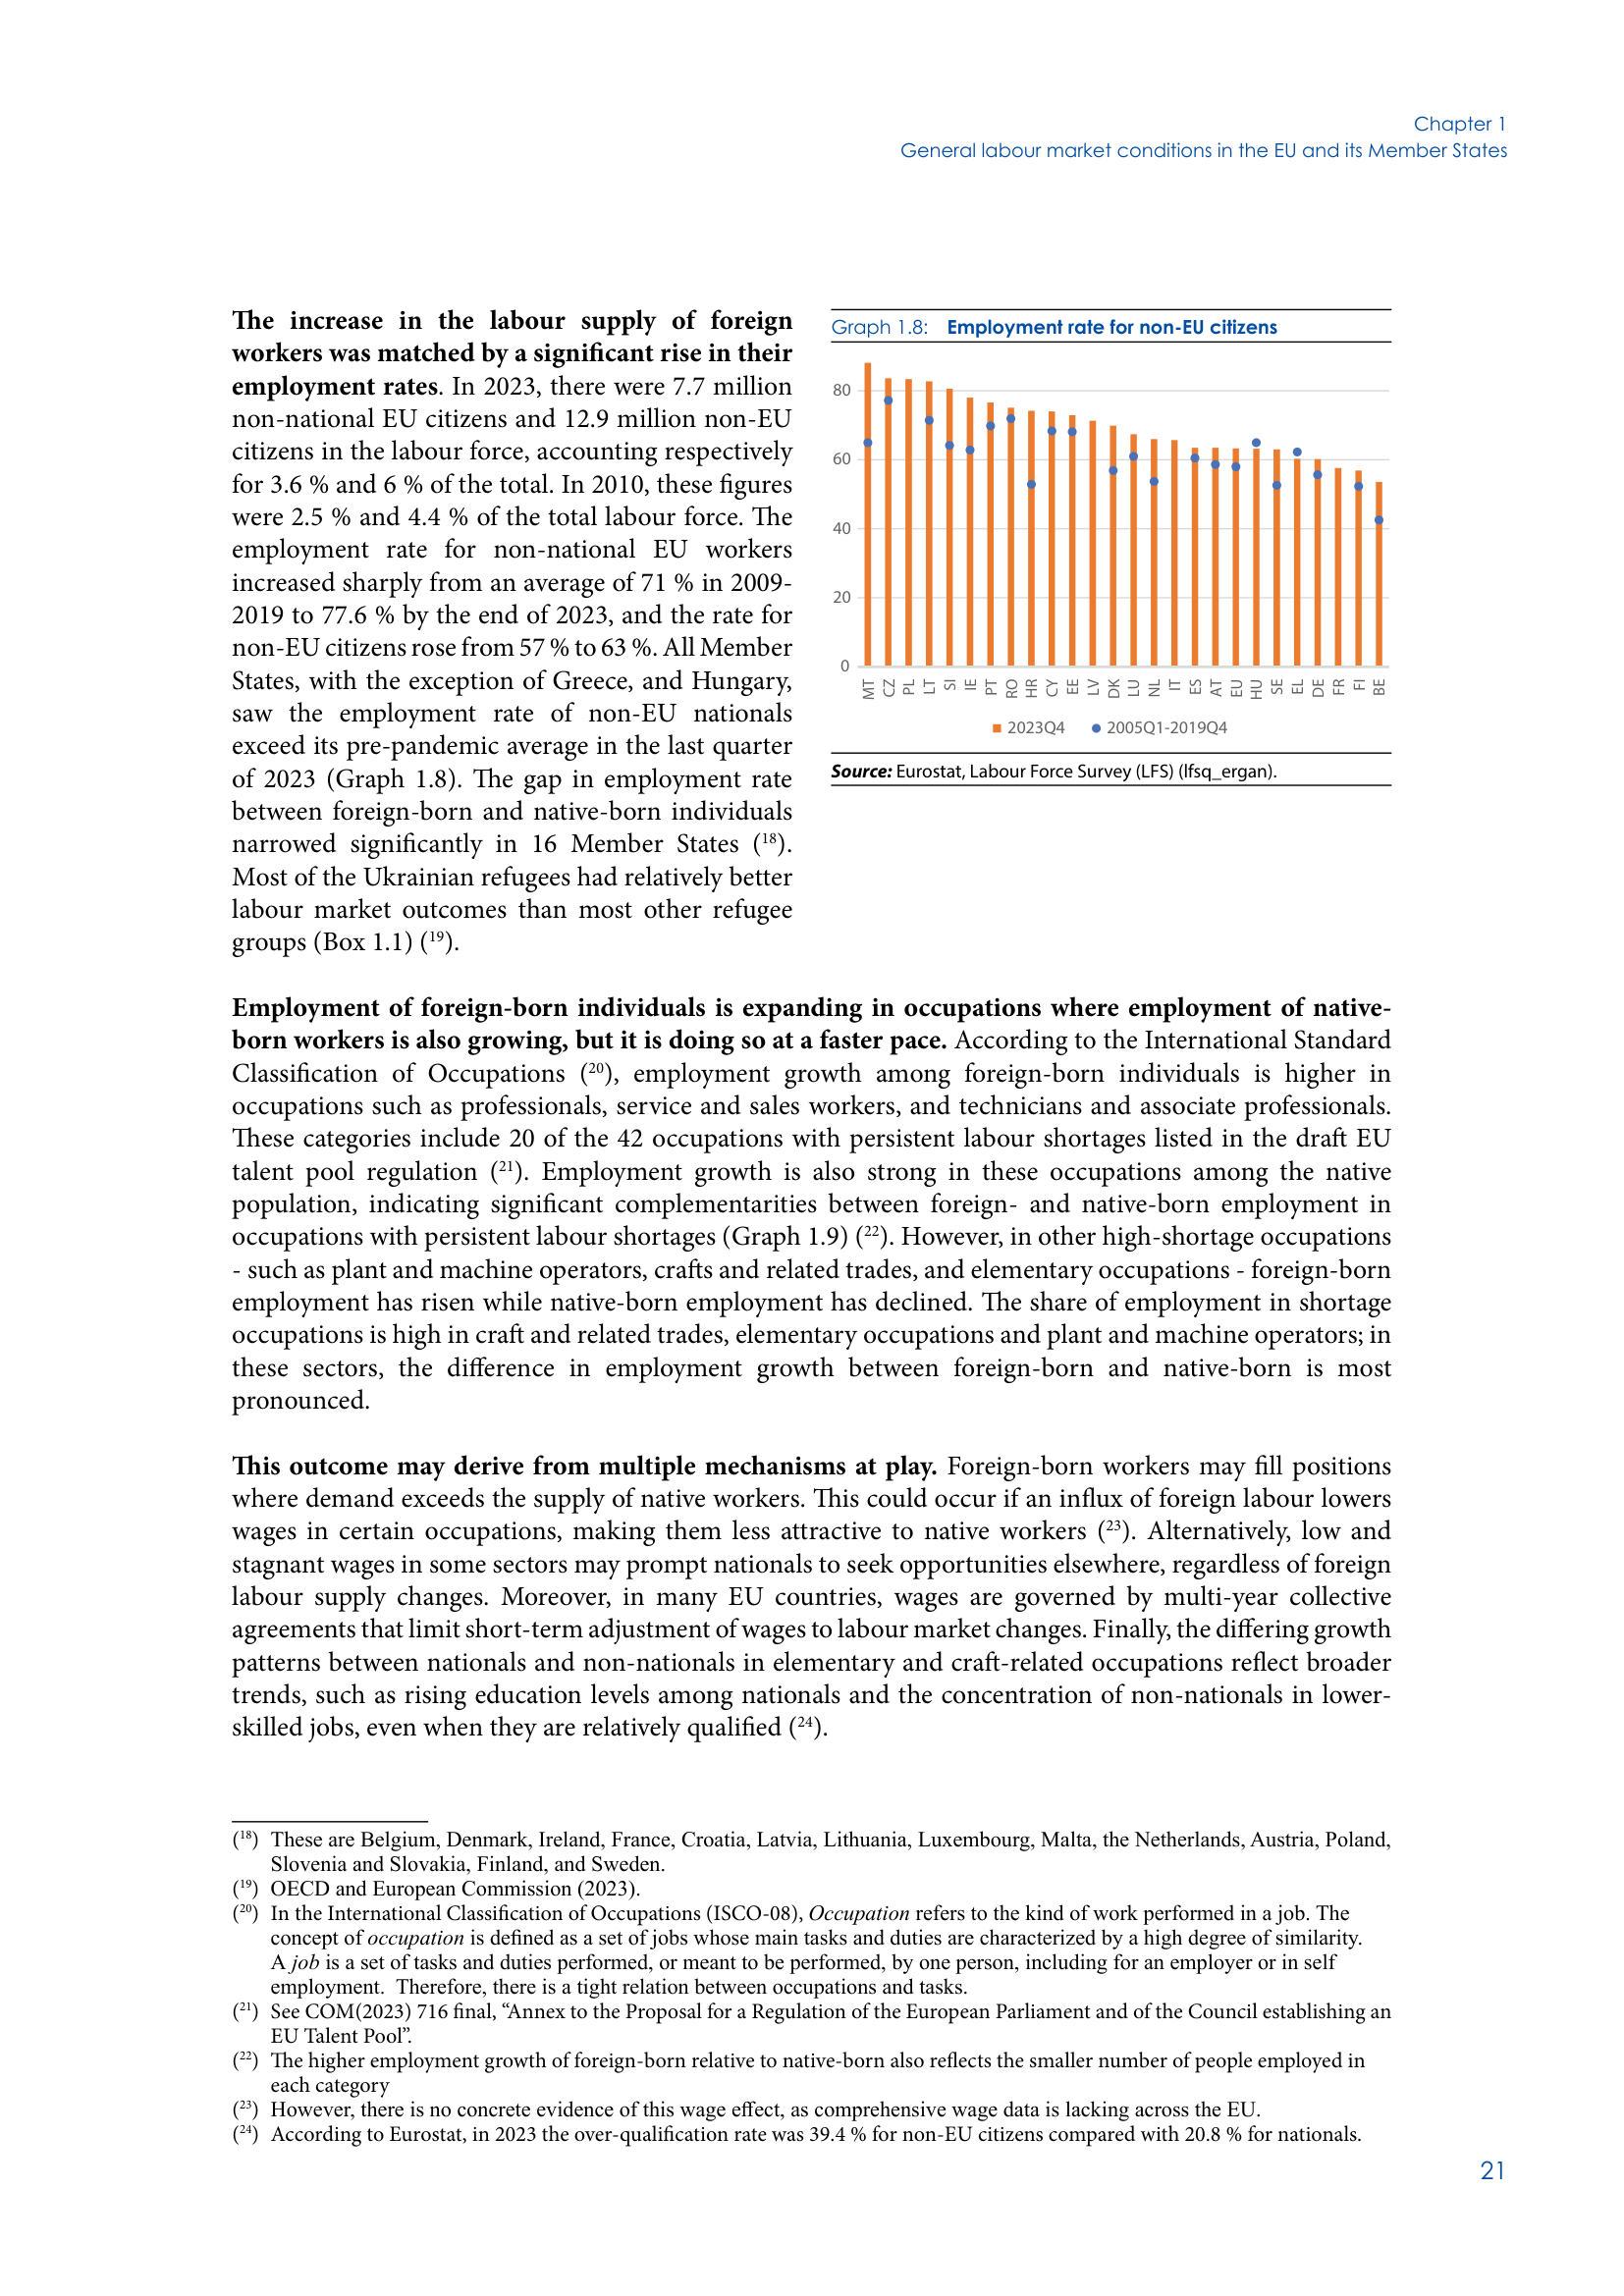 Chapter 1
General labour market conditions in the EU and its Member States
The increase in the labour supply of foreign
workers was matched by a significant rise in their
employment rates. In 2023, there were 7.7 million
non-national EU citizens and 12.9 million non-EU
citizens in the labour force, accounting respectively
for 3.6 % and 6 % of the total. In 2010, these figures
were 2.5 % and 4.4 % of the total labour force. The
employment rate for non-national EU workers
increased sharply from an average of 71 % in 2009-
2019 to 77.6 % by the end of 2023, and the rate for
non-EU citizens rose from 57 % to 63 %. All Member
States, with the exception of Greece, and Hungary,
saw the employment rate of non-EU nationals
exceed its pre-pandemic average in the last quarter
of 2023 (Graph 1.8). The gap in employment rate
between foreign-born and native-born individuals
narrowed significantly in 16 Member States (18).
Most of the Ukrainian refugees had relatively better
labour market outcomes than most other refugee
groups (Box 1.1) (19).
Graph 1.8: Employment rate for non-EU citizens
80
60
40
20
0
MT CZ PL LT SI IE PT RO HR CY EE LV DK LU NL IT ES AT EU HU SE EL DE FR FI BE
2023Q4 2005Q1-2019Q4
Source: Eurostat, Labour Force Survey (LFS) (lfsq_ergan).
Employment of foreign-born individuals is expanding in occupations where employment of native-
born workers is also growing, but it is doing so at a faster pace. According to the International Standard
Classification of Occupations (20), employment growth among foreign-born individuals is higher in
occupations such as professionals, service and sales workers, and technicians and associate professionals.
These categories include 20 of the 42 occupations with persistent labour shortages listed in the draft EU
talent pool regulation (21). Employment growth is also strong in these occupations among the native
population, indicating significant complementarities between foreign- and native-born employment in
occupations with persistent labour shortages (Graph 1.9) (22). However, in other high-shortage occupations
- such as plant and machine operators, crafts and related trades, and elementary occupations - foreign-born
employment has risen while native-born employment has declined. The share of employment in shortage
occupations is high in craft and related trades, elementary occupations and plant and machine operators; in
these sectors, the difference in employment growth between foreign-born and native-born is most
pronounced.
This outcome may derive from multiple mechanisms at play. Foreign-born workers may fill positions
where demand exceeds the supply of native workers. This could occur if an influx of foreign labour lowers
wages in certain occupations, making them less attractive to native workers (23). Alternatively, low and
stagnant wages in some sectors may prompt nationals to seek opportunities elsewhere, regardless of foreign
labour supply changes. Moreover, in many EU countries, wages are governed by multi-year collective
agreements that limit short-term adjustment of wages to labour market changes. Finally, the differing growth
patterns between nationals and non-nationals in elementary and craft-related occupations reflect broader
trends, such as rising education levels among nationals and the concentration of non-nationals in lower-
skilled jobs, even when they are relatively qualified (24).
(18) These are Belgium, Denmark, Ireland, France, Croatia, Latvia, Lithuania, Luxembourg, Malta, the Netherlands, Austria, Poland,
Slovenia and Slovakia, Finland, and Sweden.
(19) OECD and European Commission (2023).
(20) In the International Classification of Occupations (ISCO-08), Occupation refers to the kind of work performed in a job. The
concept of occupation is defined as a set of jobs whose main tasks and duties are characterized by a high degree of similarity.
A job is a set of tasks and duties performed, or meant to be performed, by one person, including for an employer or in self
employment. Therefore, there is a tight relation between occupations and tasks.
(21) See COM(2023) 716 final, “Annex to the Proposal for a Regulation of the European Parliament and of the Council establishing an
EU Talent Pool”.
(22) The higher employment growth of foreign-born relative to native-born also reflects the smaller number of people employed in
each category
(23) However, there is no concrete evidence of this wage effect, as comprehensive wage data is lacking across the EU.
(24) According to Eurostat, in 2023 the over-qualification rate was 39.4 % for non-EU citizens compared with 20.8 % for nationals.
21